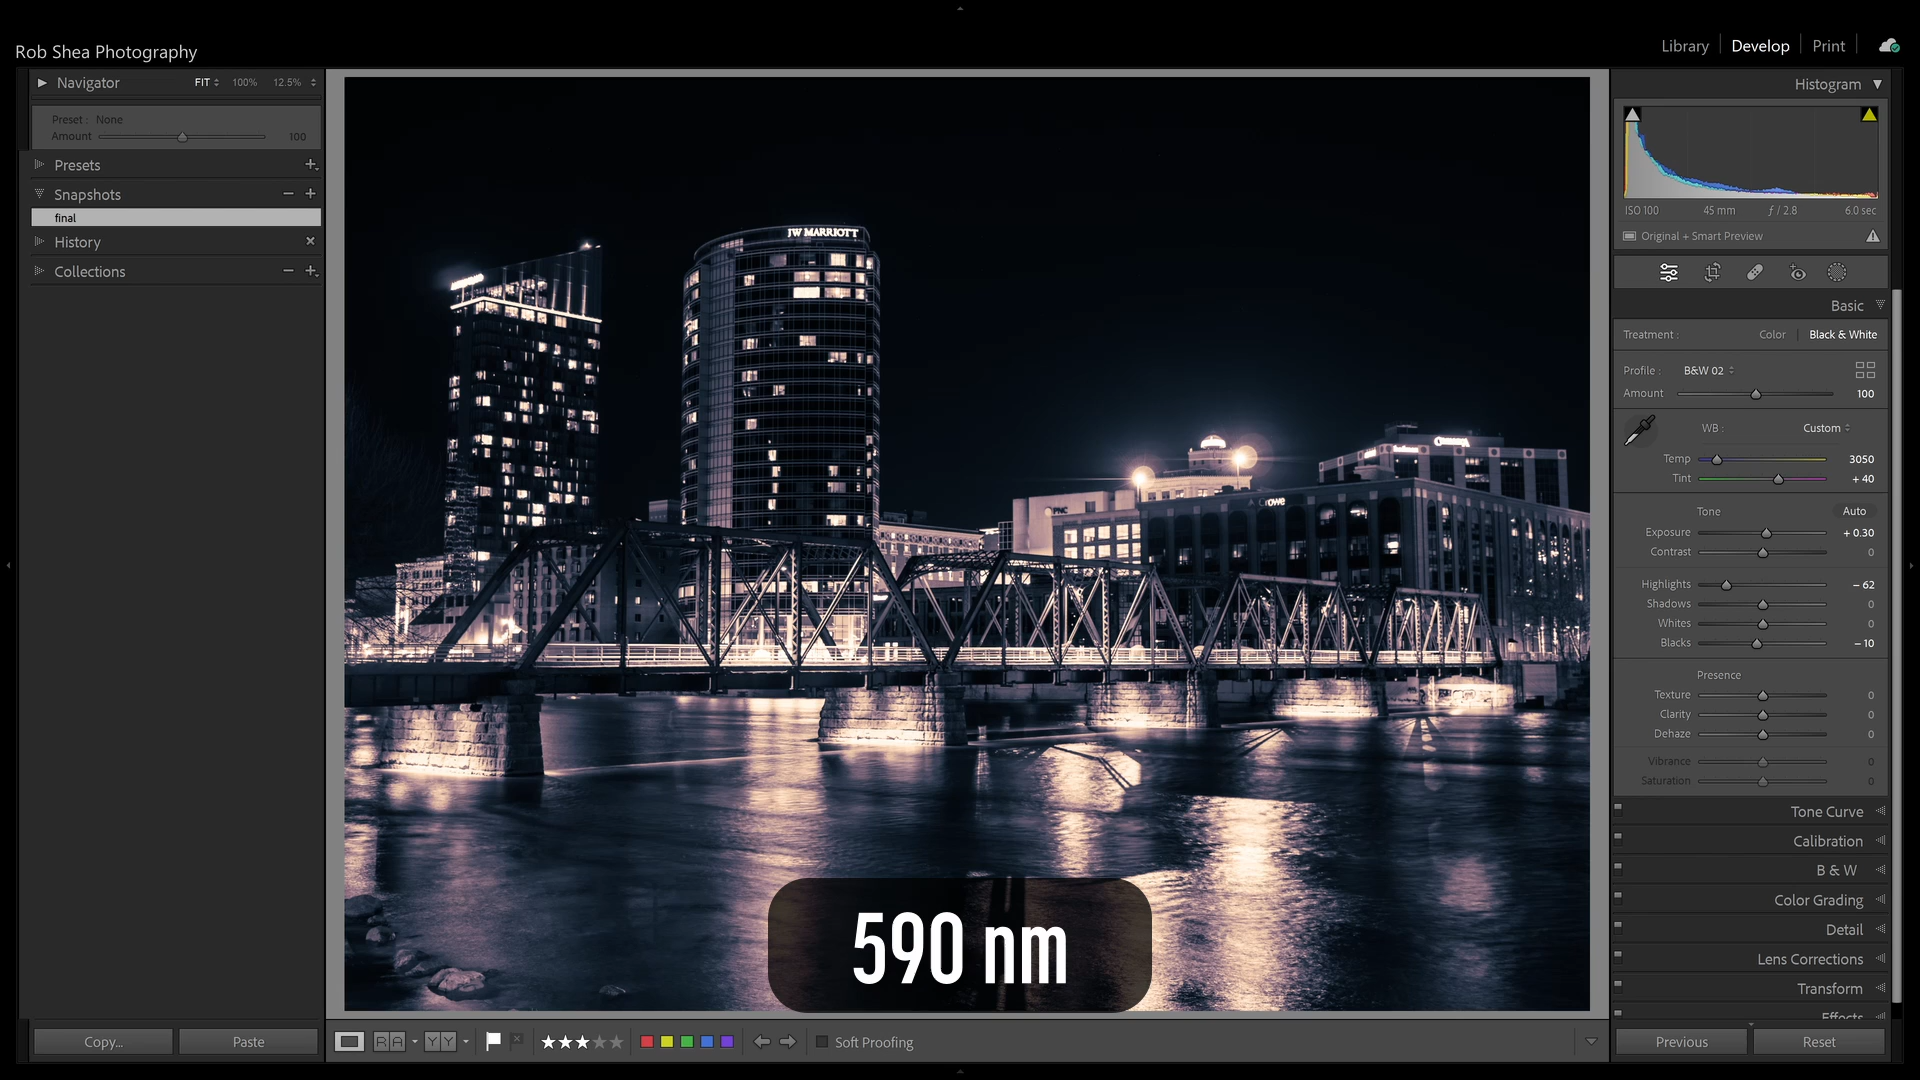 Rob Shea Photography
Library
Develop
Print
Navigator
FIT
100%
12.5%
Preset : None
Amount
100
Presets
Snapshots
final
History
Collections
JW MARRIOTT
PNC
Crowe
590 nm
Histogram
ISO 100
45 mm
ƒ / 2.8
6.0 sec
Original + Smart Preview
Basic
Treatment :
Color
Black & White
Profile :
B&W 02
Amount
100
WB :
Custom
Temp
3050
Tint
+ 40
Tone
Auto
Exposure
+ 0.30
Contrast
0
Highlights
– 62
Shadows
0
Whites
0
Blacks
– 10
Presence
Texture
0
Clarity
0
Dehaze
0
Vibrance
0
Saturation
0
Tone Curve
Calibration
B & W
Color Grading
Detail
Lens Corrections
Transform
Effects
Copy...
Paste
R A
Y Y
Soft Proofing
Previous
Reset